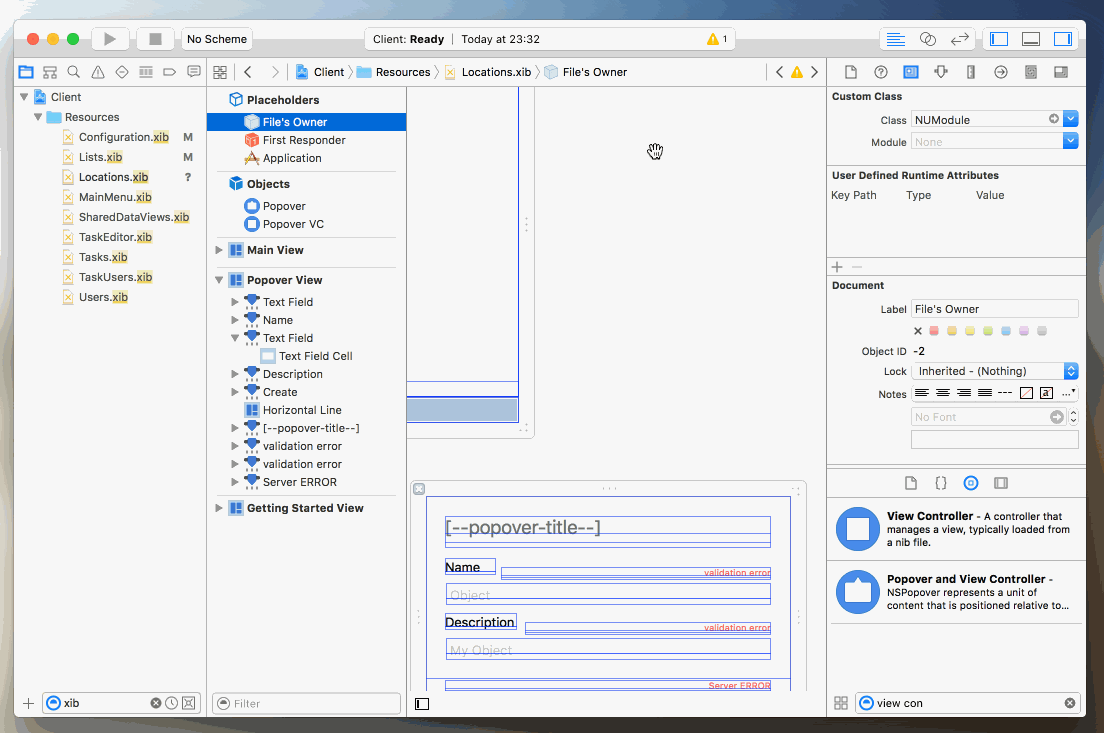 No Scheme
Client: Ready | Today at 23:32
1
Client
Resources
Locations.xib
File's Owner
Client
Resources
Configuration.xib M
Lists.xib M
Locations.xib ?
MainMenu.xib
SharedDataViews.xib
TaskEditor.xib
Tasks.xib
TaskUsers.xib
Users.xib
xib
Placeholders
File's Owner
First Responder
Application
Objects
Popover
Popover VC
Main View
Popover View
Text Field
Name
Text Field
Text Field Cell
Description
Create
Horizontal Line
[--popover-title--]
validation error
validation error
Server ERROR
Getting Started View
Filter
[--popover-title--]
Name
validation error
Object
Description
validation error
My Object
Server ERROR
Custom Class
Class NUModule
Module None
User Defined Runtime Attributes
Key Path Type Value
Document
Label File's Owner
Object ID -2
Lock Inherited - (Nothing)
Notes
No Font
View Controller - A controller that
manages a view, typically loaded from
a nib file.
Popover and View Controller -
NSPopover represents a unit of
content that is positioned relative to...
view con